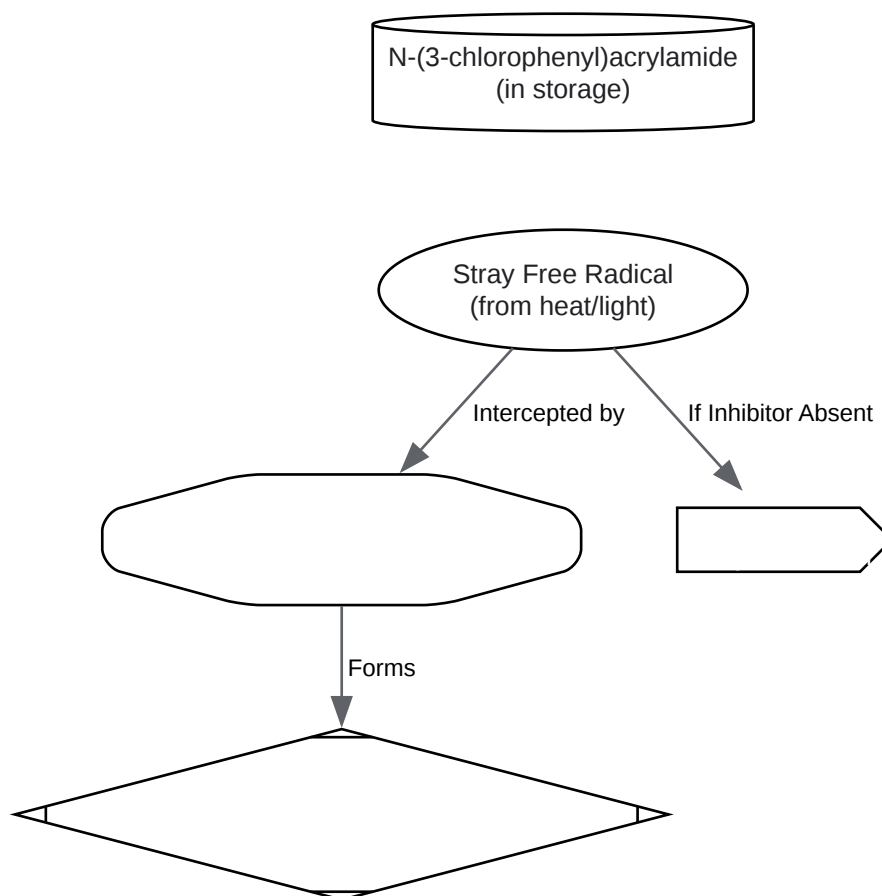 N-(3-chlorophenyl)acrylamide
(in storage)
Stray Free Radical
(from heat/light)
Intercepted by
If Inhibitor Absent
Forms